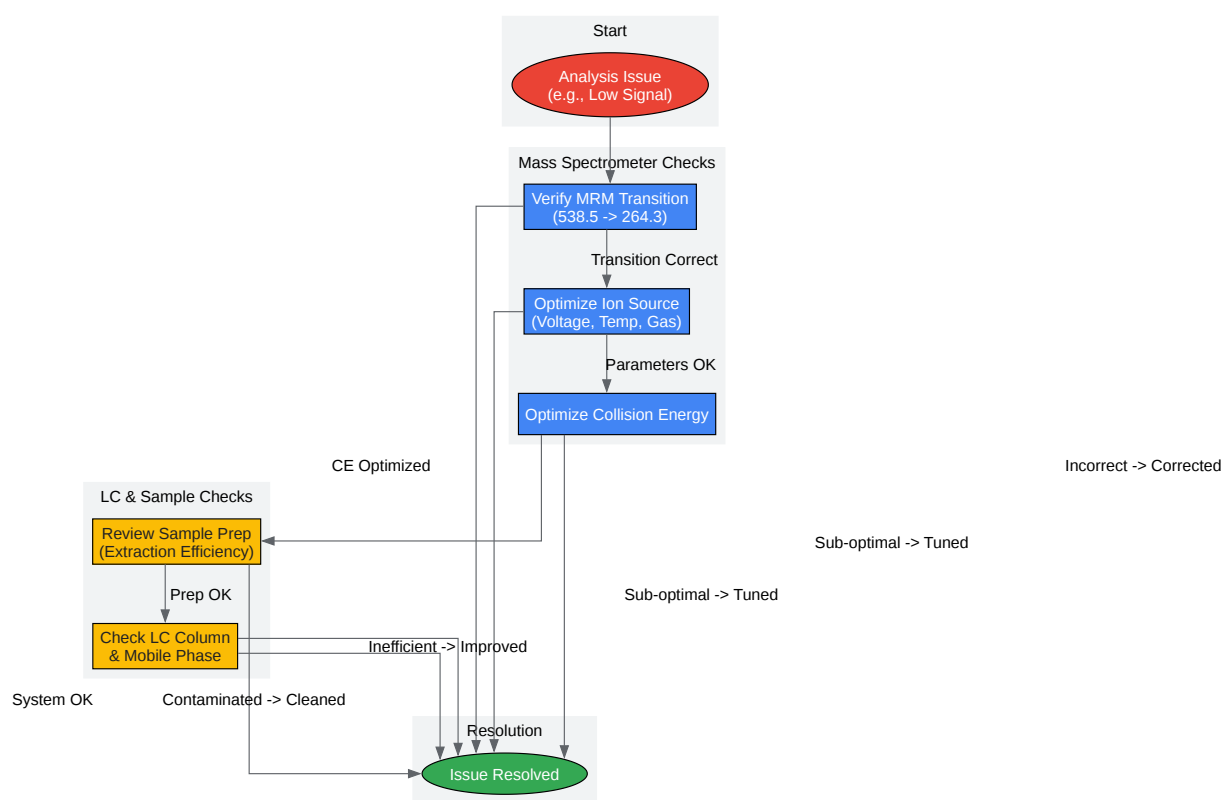 Start
Analysis Issue
(e.g., Low Signal)
Mass Spectrometer Checks
Verify MRM Transition
(538.5 -> 264.3)
Transition Correct
Optimize Ion Source
(Voltage, Temp, Gas)
Parameters OK
Optimize Collision Energy
CE Optimized
Incorrect -> Corrected
LC & Sample Checks
Review Sample Prep
(Extraction Efficiency)
Sub-optimal -> Tuned
Prep OK
Sub-optimal -> Tuned
Check LC Column
& Mobile Phase
Inefficient -> Improved
System OK
Contaminated -> Cleaned
Resolution
Issue Resolved